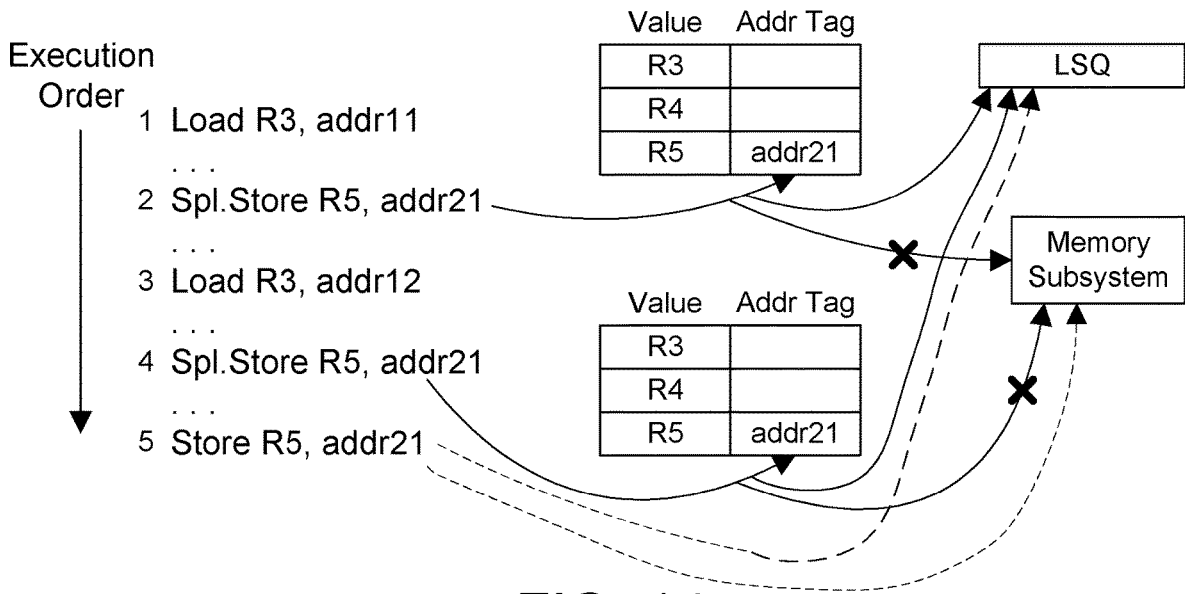 Execution
Order
1 Load R3, addr11
. . .
2 Spl.Store R5, addr21
. . .
3 Load R3, addr12
. . .
4 Spl.Store R5, addr21
. . .
5 Store R5, addr21
Value Addr Tag
R3
R4
R5 addr21
Value Addr Tag
R3
R4
R5 addr21
LSQ
Memory
Subsystem